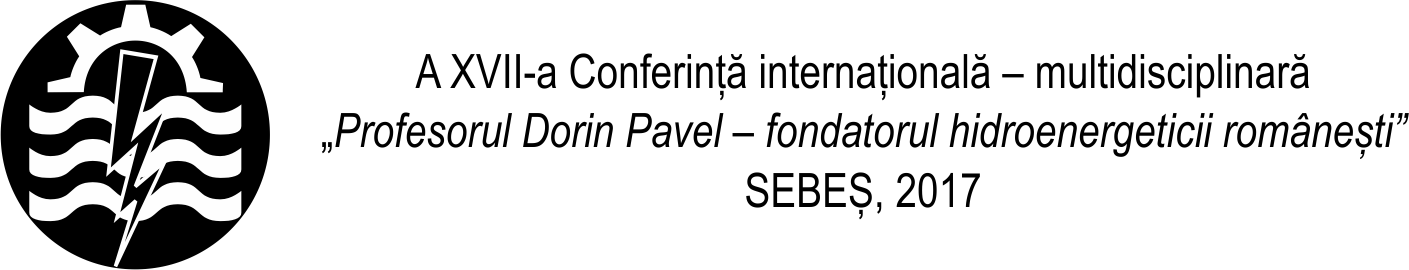 A XVII-a Conferință internațională – multidisciplinară
„Profesorul Dorin Pavel – fondatorul hidroenergeticii românești”
SEBEȘ, 2017